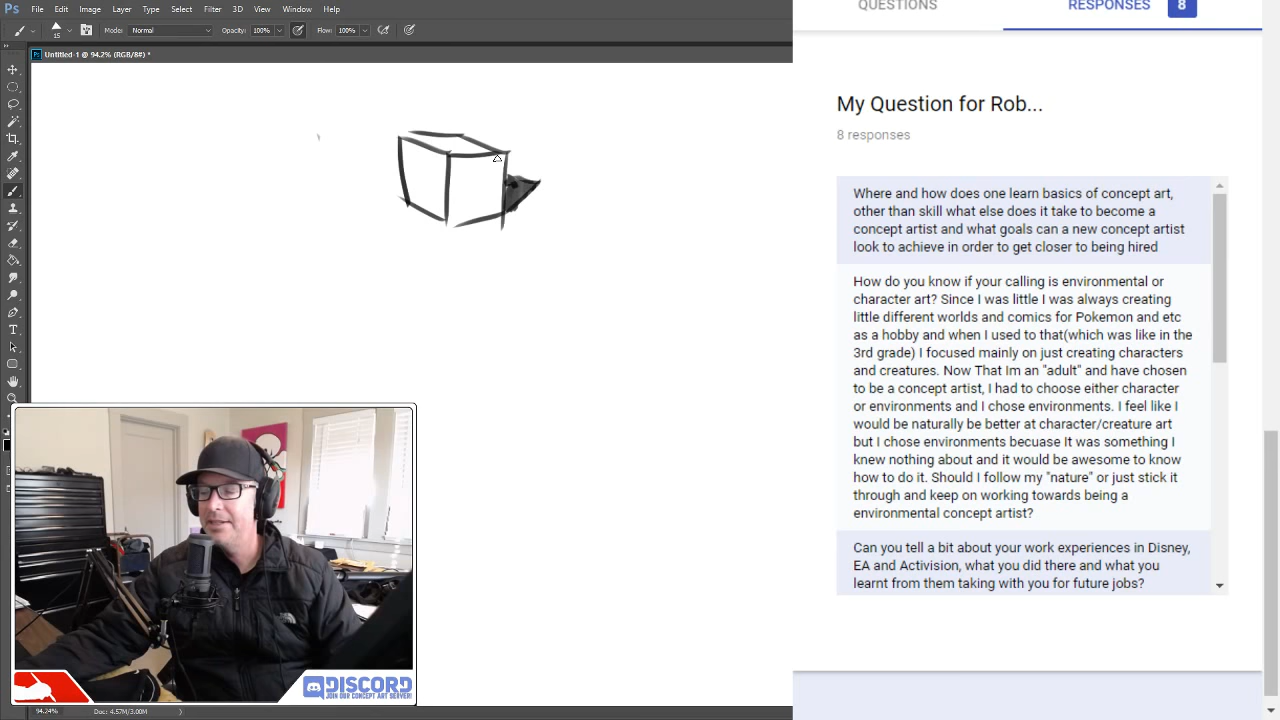 Ps File Edit Image Layer Type Select Filter 3D View Window Help
15 Mode: Normal Opacity: 100% Flow: 100%
Untitled-1 @ 94.2% (RGB/8#) *
94.24% Doc: 4.57M/3.00M
DISCORD
JOIN OUR CONCEPT ART SERVER!
QUESTIONS RESPONSES 8
My Question for Rob...
8 responses
Where and how does one learn basics of concept art,
other than skill what else does it take to become a
concept artist and what goals can a new concept artist
look to achieve in order to get closer to being hired
How do you know if your calling is environmental or
character art? Since I was little I was always creating
little different worlds and comics for Pokemon and etc
as a hobby and when I used to that(which was like in the
3rd grade) I focused mainly on just creating characters
and creatures. Now That Im an "adult" and have chosen
to be a concept artist, I had to choose either character
or environments and I chose environments. I feel like I
would be naturally be better at character/creature art
but I chose environments becuase It was something I
knew nothing about and it would be awesome to know
how to do it. Should I follow my "nature" or just stick it
through and keep on working towards being a
environmental concept artist?
Can you tell a bit about your work experiences in Disney,
EA and Activision, what you did there and what you
learnt from them taking with you for future jobs?